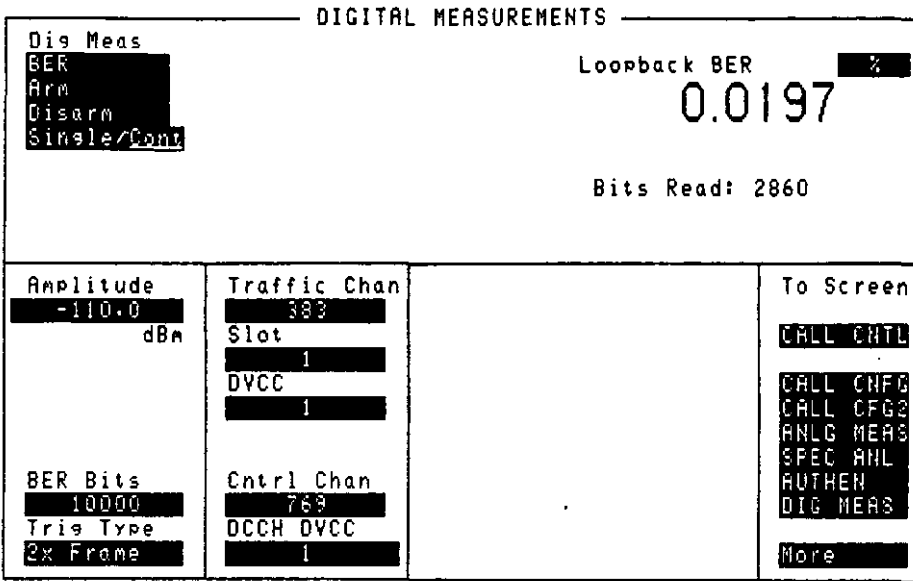 DIGITAL MEASUREMENTS
Dig Meas
BER
Arm
Disarm
Single/Cont
Loopback BER %
0.0197
Bits Read: 2860
Amplitude
-110.0
dBm
BER Bits
10000
Trig Type
2x Frame
Traffic Chan
383
Slot
1
DVCC
1
Cntrl Chan
769
DCCH DVCC
1
To Screen
CALL CNTL
CALL CNFG
CALL CFG2
ANLG MEAS
SPEC ANL
AUTHEN
DIG MEAS
More